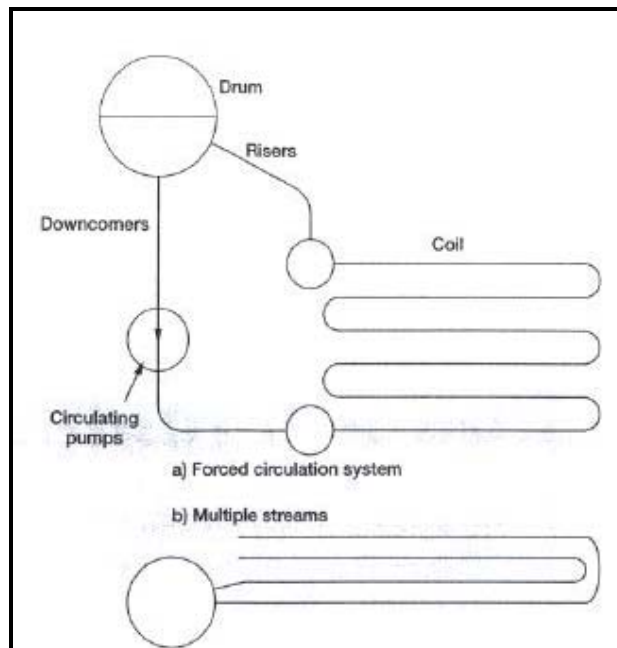 Drum
Risers
Downcomers
Coil
Circulating
pumps
a) Forced circulation system
b) Multiple streams